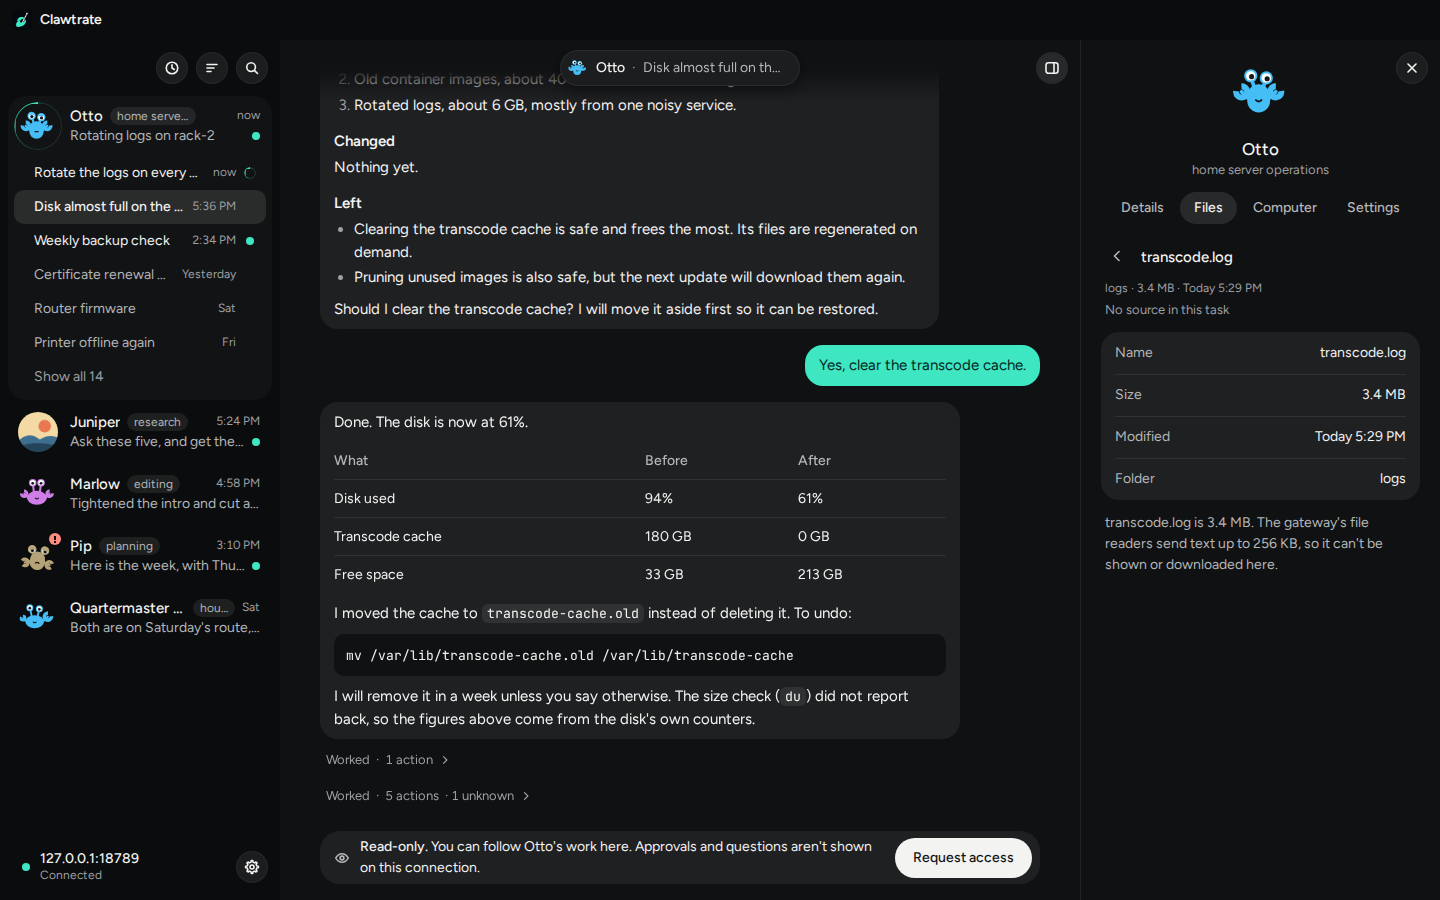 Clawtrate
Otto home serve... now
Rotating logs on rack-2
Rotate the logs on every ... now
Disk almost full on the ... 5:36 PM
Weekly backup check 2:34 PM
Certificate renewal ... Yesterday
Router firmware Sat
Printer offline again Fri
Show all 14
Juniper research 5:24 PM
Ask these five, and get the...
Marlow editing 4:58 PM
Tightened the intro and cut a...
Pip planning 3:10 PM
Here is the week, with Thu...
Quartermaster ... hou... Sat
Both are on Saturday's route,...
127.0.0.1:18789
Connected
Otto · Disk almost full on th...
2. Old container images, about 40
3. Rotated logs, about 6 GB, mostly from one noisy service.
Changed
Nothing yet.
Left
• Clearing the transcode cache is safe and frees the most. Its files are regenerated on
demand.
• Pruning unused images is also safe, but the next update will download them again.
Should I clear the transcode cache? I will move it aside first so it can be restored.
Yes, clear the transcode cache.
Done. The disk is now at 61%.
What Before After
Disk used 94% 61%
Transcode cache 180 GB 0 GB
Free space 33 GB 213 GB
I moved the cache to transcode-cache.old instead of deleting it. To undo:
mv /var/lib/transcode-cache.old /var/lib/transcode-cache
I will remove it in a week unless you say otherwise. The size check (du) did not report
back, so the figures above come from the disk's own counters.
Worked · 1 action
Worked · 5 actions · 1 unknown
Read-only. You can follow Otto's work here. Approvals and questions aren't shown
on this connection.
Request access
Otto
home server operations
Details Files Computer Settings
transcode.log
logs · 3.4 MB · Today 5:29 PM
No source in this task
Name transcode.log
Size 3.4 MB
Modified Today 5:29 PM
Folder logs
transcode.log is 3.4 MB. The gateway's file
readers send text up to 256 KB, so it can't be
shown or downloaded here.